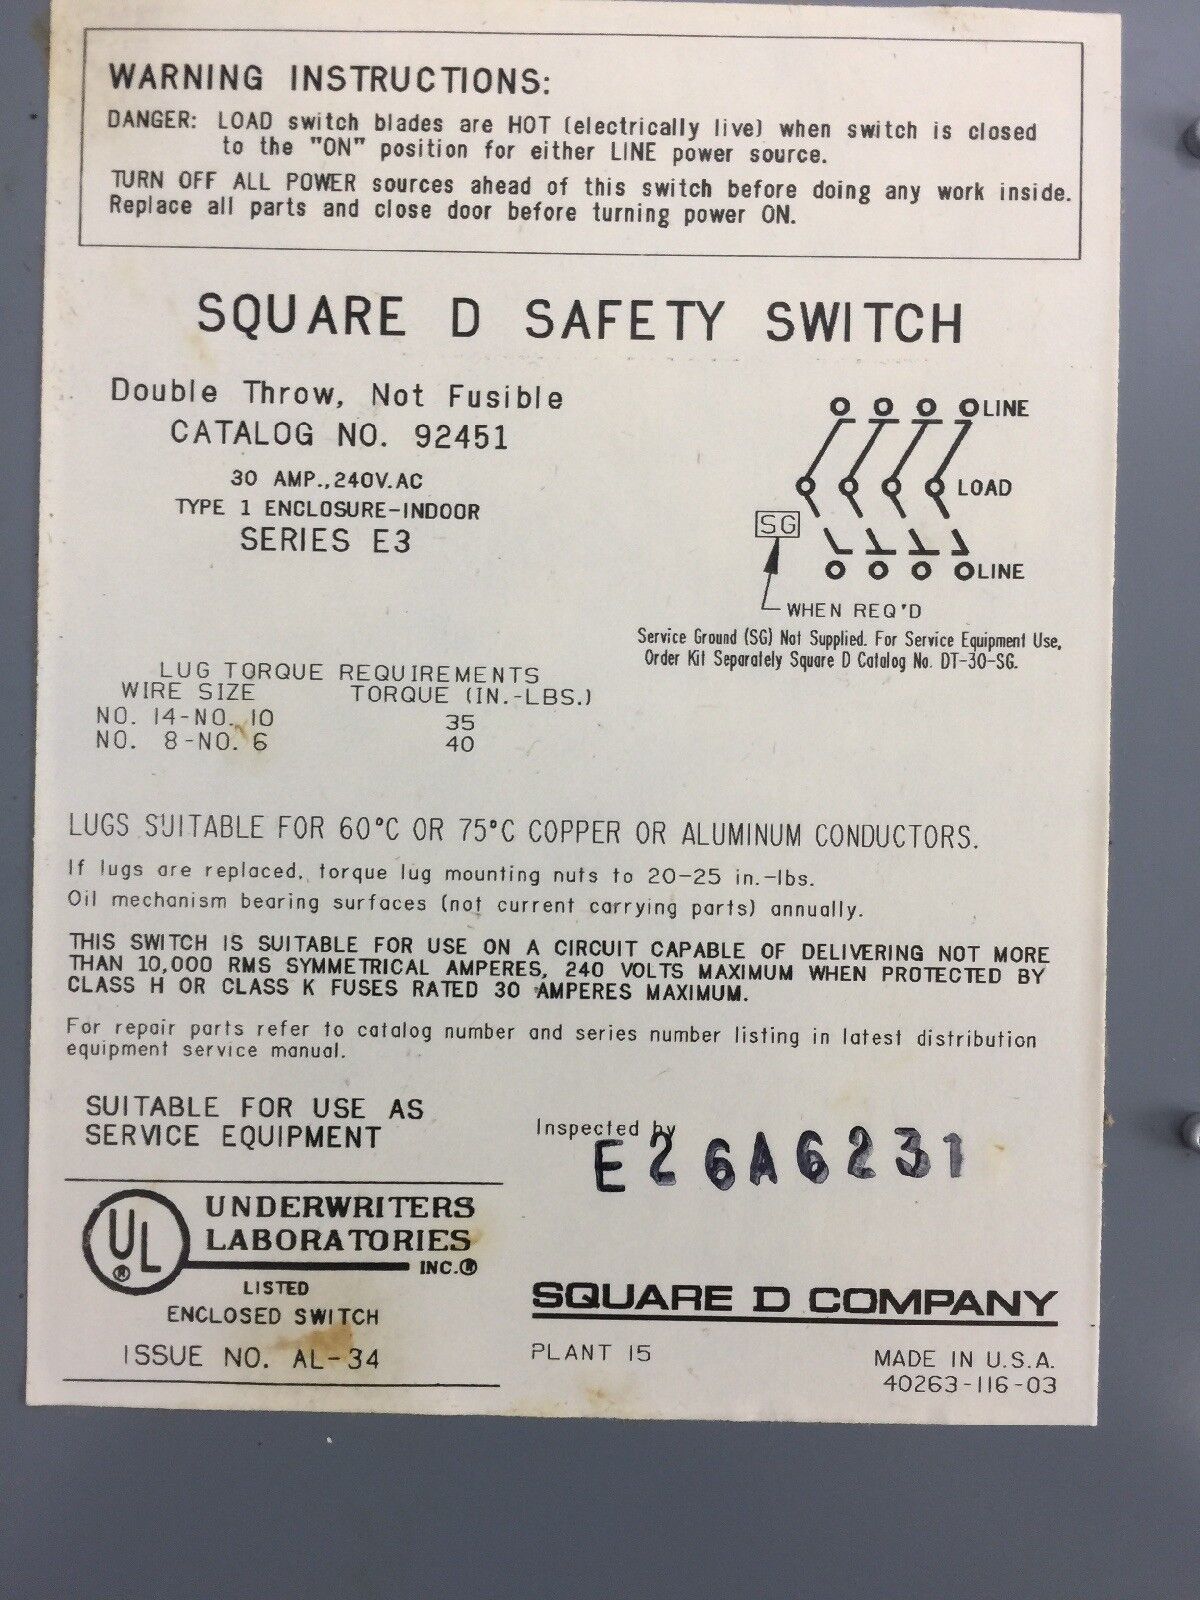 WARNING INSTRUCTIONS:
DANGER: LOAD switch blades are HOT (electrically live) when switch is closed
to the "ON" position for either LINE power source.
TURN OFF ALL POWER sources ahead of this switch before doing any work inside.
Replace all parts and close door before turning power ON.
SQUARE D SAFETY SWITCH
Double Throw, Not Fusible
CATALOG NO. 92451
30 AMP., 240V. AC
TYPE 1 ENCLOSURE-INDOOR
SERIES E3
LINE
LOAD
SG
LINE
WHEN REQ'D
Service Ground (SG) Not Supplied. For Service Equipment Use,
Order Kit Separately Square D Catalog No. DT-30-SG.
LUG TORQUE REQUIREMENTS
WIRE SIZE TORQUE (IN.-LBS.)
NO. 14-NO. 10 35
NO. 8-NO. 6 40
LUGS SUITABLE FOR 60°C OR 75°C COPPER OR ALUMINUM CONDUCTORS.
If lugs are replaced, torque lug mounting nuts to 20-25 in.-lbs.
Oil mechanism bearing surfaces (not current carrying parts) annually.
THIS SWITCH IS SUITABLE FOR USE ON A CIRCUIT CAPABLE OF DELIVERING NOT MORE
THAN 10,000 RMS SYMMETRICAL AMPERES, 240 VOLTS MAXIMUM WHEN PROTECTED BY
CLASS H OR CLASS K FUSES RATED 30 AMPERES MAXIMUM.
For repair parts refer to catalog number and series number listing in latest distribution
equipment service manual.
SUITABLE FOR USE AS
SERVICE EQUIPMENT
Inspected by
E26A6231
UL®
UNDERWRITERS
LABORATORIES
INC.®
LISTED
ENCLOSED SWITCH
ISSUE NO. AL-34
SQUARE D COMPANY
PLANT 15
MADE IN U.S.A.
40263-116-03